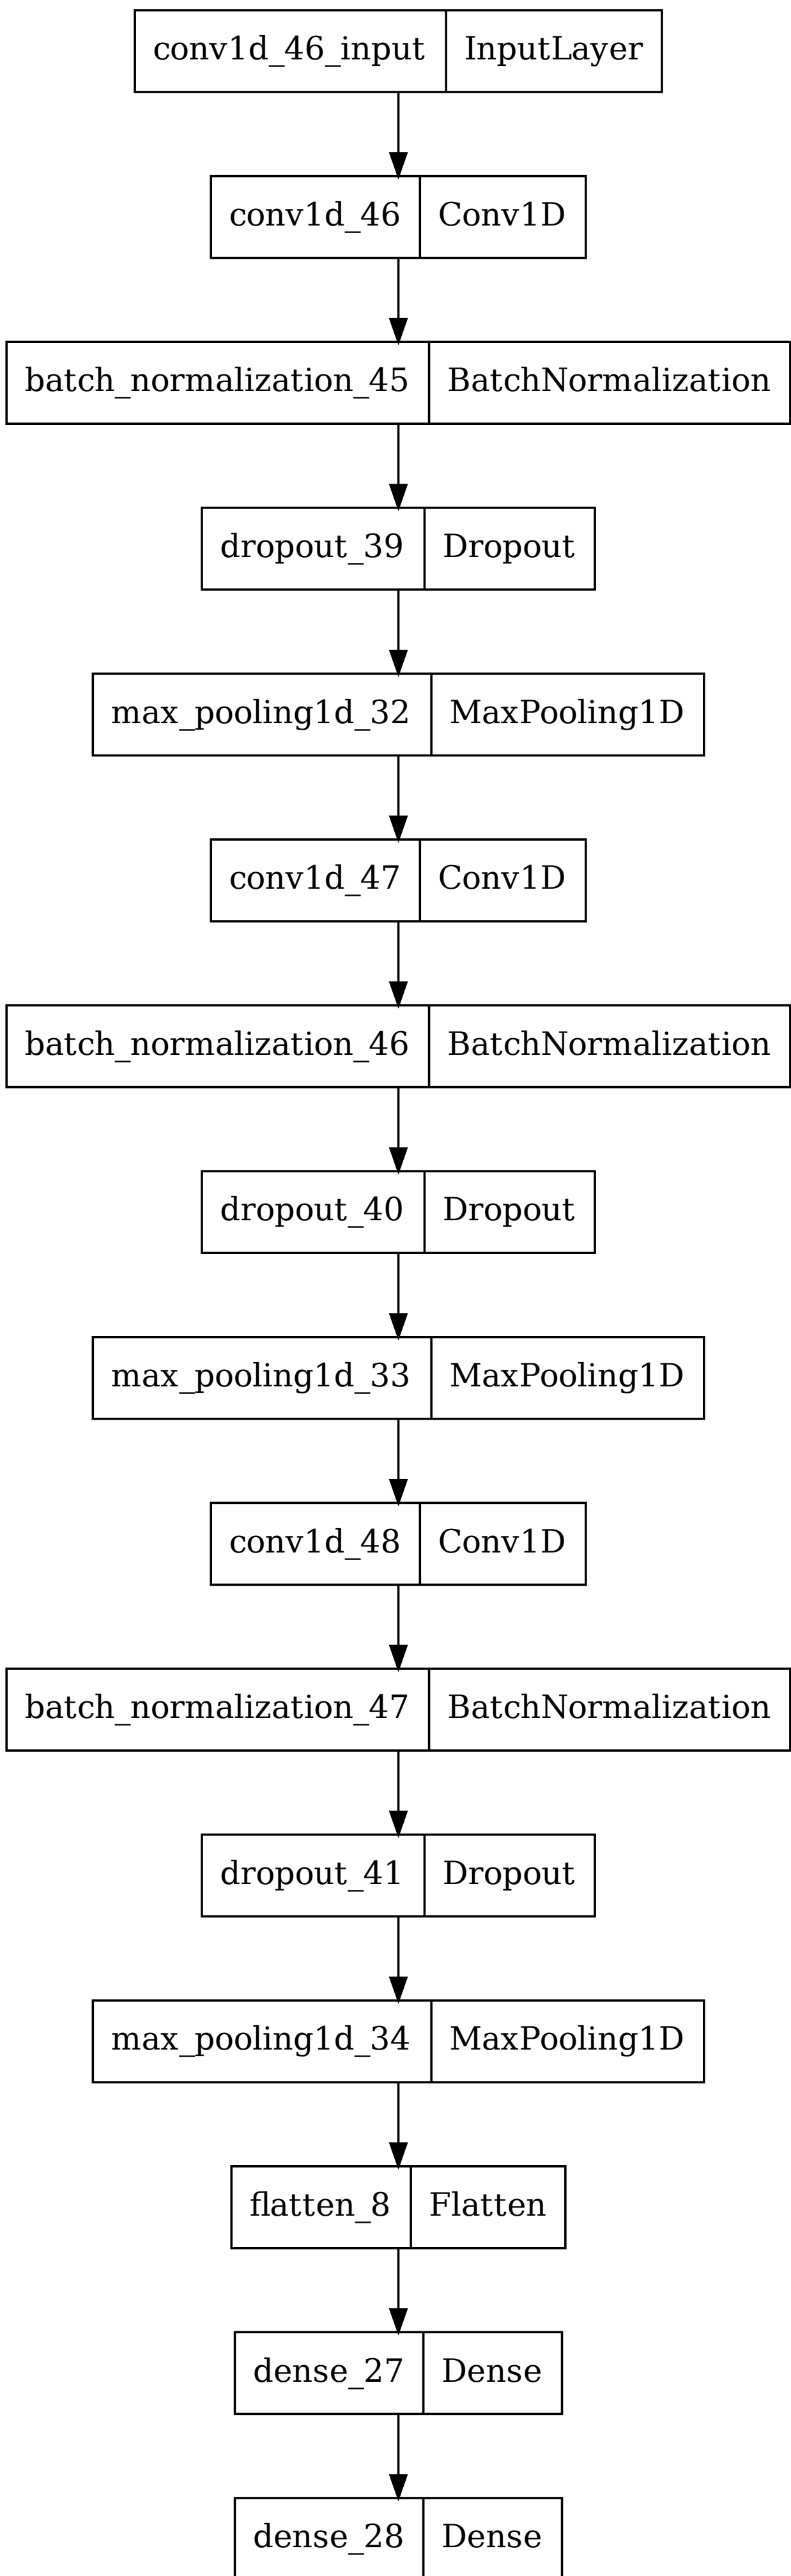 conv1d_46_input InputLayer
conv1d_46 Conv1D
batch_normalization_45 BatchNormalization
dropout_39 Dropout
max_pooling1d_32 MaxPooling1D
conv1d_47 Conv1D
batch_normalization_46 BatchNormalization
dropout_40 Dropout
max_pooling1d_33 MaxPooling1D
conv1d_48 Conv1D
batch_normalization_47 BatchNormalization
dropout_41 Dropout
max_pooling1d_34 MaxPooling1D
flatten_8 Flatten
dense_27 Dense
dense_28 Dense